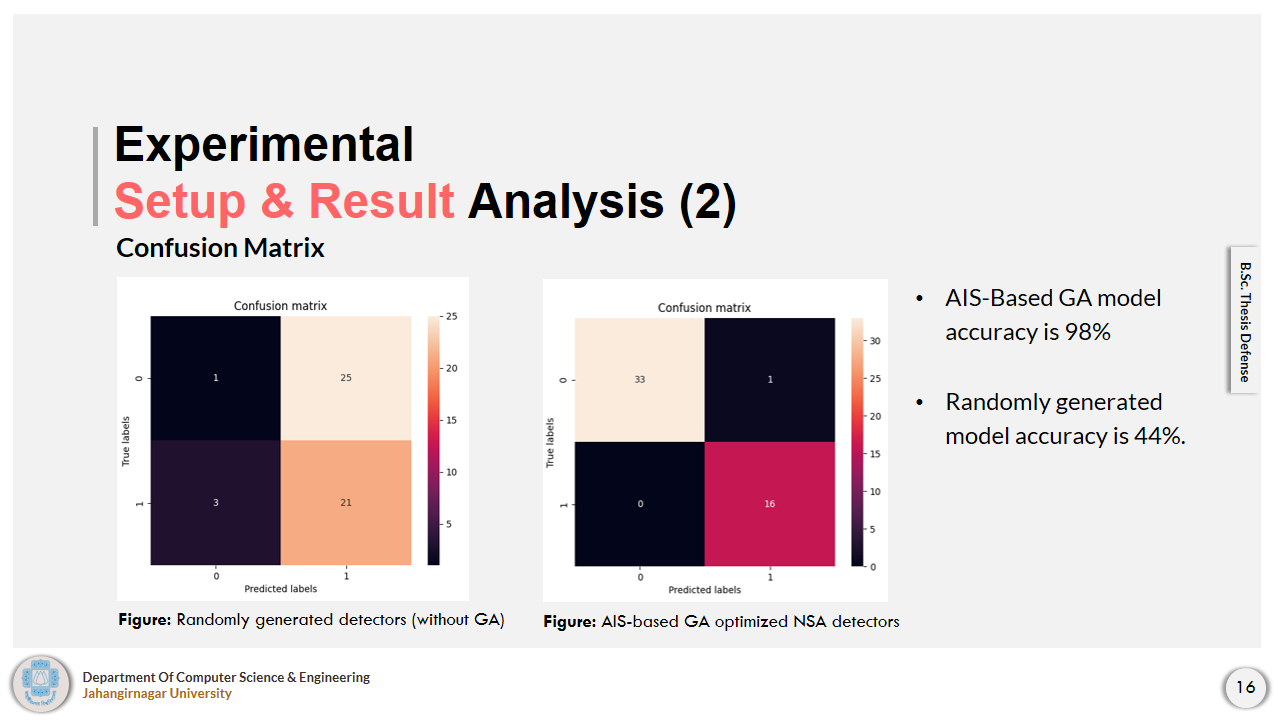 Experimental
Setup & Result Analysis (2)
Confusion Matrix
Confusion matrix
25
20
15
10
5
0
1
True labels
1
25
3
21
0
1
Predicted labels
Figure: Randomly generated detectors (without GA)
Confusion matrix
30
25
20
15
10
5
0
0
1
True labels
33
1
0
16
0
1
Predicted labels
Figure: AIS-based GA optimized NSA detectors
• AIS-Based GA model
accuracy is 98%
• Randomly generated
model accuracy is 44%.
B.Sc. Thesis Defense
Department Of Computer Science & Engineering
Jahangirnagar University
16